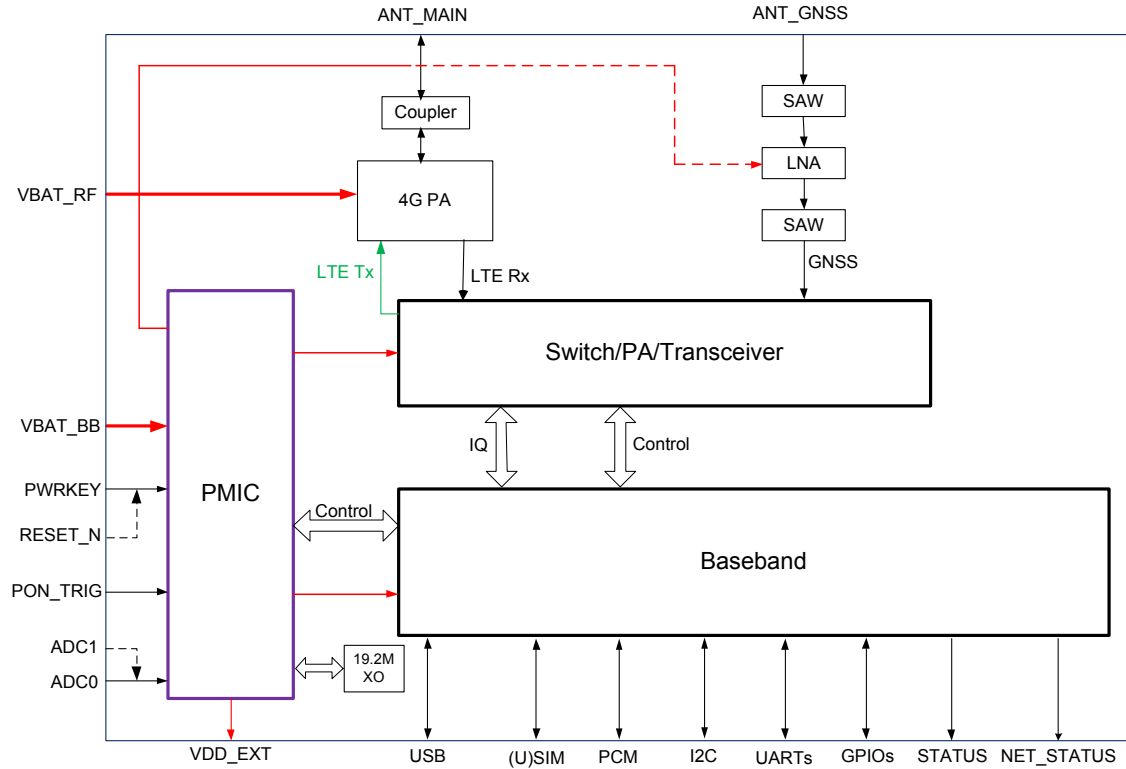 ANT_MAIN
ANT_GNSS
SAW
Coupler
LNA
VBAT_RF
4G PA
SAW
GNSS
LTE Tx
LTE Rx
Switch/PA/Transceiver
VBAT_BB
IQ
Control
PWRKEY
PMIC
Control
RESET_N
Baseband
PON_TRIG
ADC1
19.2M
XO
ADC0
VDD_EXT
USB
(U)SIM
PCM
I2C
UARTs
GPIOs
STATUS
NET_STATUS